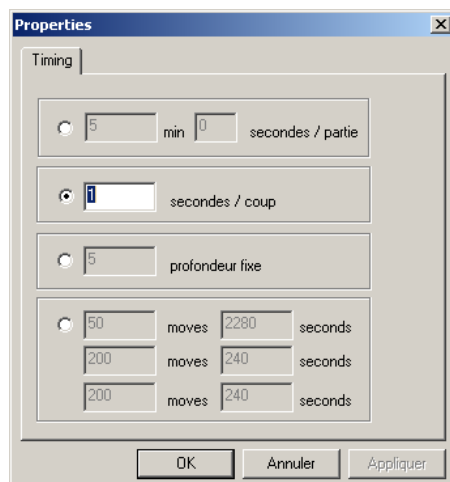 Properties
Timing
5 min 0 secondes / partie
1 secondes / coup
5 profondeur fixe
50 moves 2280 seconds
200 moves 240 seconds
200 moves 240 seconds
OK Annuler Appliquer